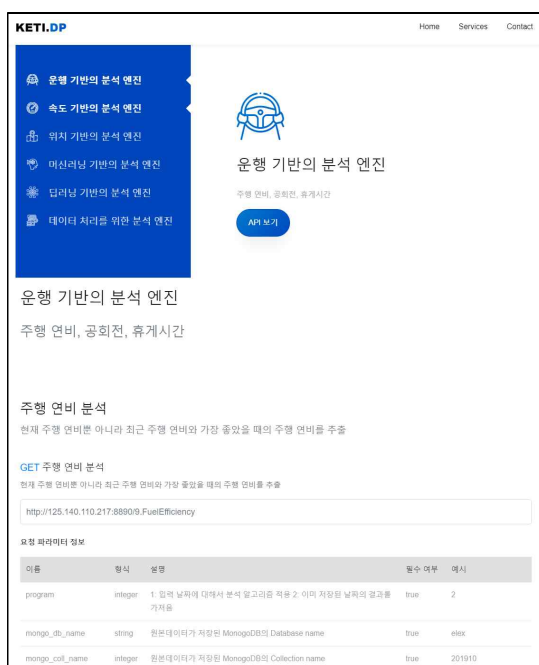 KETI.DP
Home Services Contact
운행 기반의 분석 엔진
속도 기반의 분석 엔진
위치 기반의 분석 엔진
머신러닝 기반의 분석 엔진
딥러닝 기반의 분석 엔진
데이터 처리를 위한 분석 엔진
운행 기반의 분석 엔진
주행 연비, 공회전, 휴게시간
API 보기
운행 기반의 분석 엔진
주행 연비, 공회전, 휴게시간
주행 연비 분석
현재 주행 연비뿐 아니라 최근 주행 연비와 가장 좋았을 때의 주행 연비를 추출
GET 주행 연비 분석
현재 주행 연비뿐 아니라 최근 주행 연비와 가장 좋았을 때의 주행 연비를 추출
http://125.140.110.217:8890/9.FuelEfficiency
요청 파라미터 정보
이름 형식 설명 필수 여부 예시
program integer 1: 입력 날짜에 대해서 분석 알고리즘 적용 2: 이미 저장된 날짜의 결과를 true 2
가져옴
mongo_db_name string 원본데이터가 저장된 MonogoDB의 Database name true elex
mongo_coll_name integer 원본데이터가 저장된 MonogoDB의 Collection name true 201910